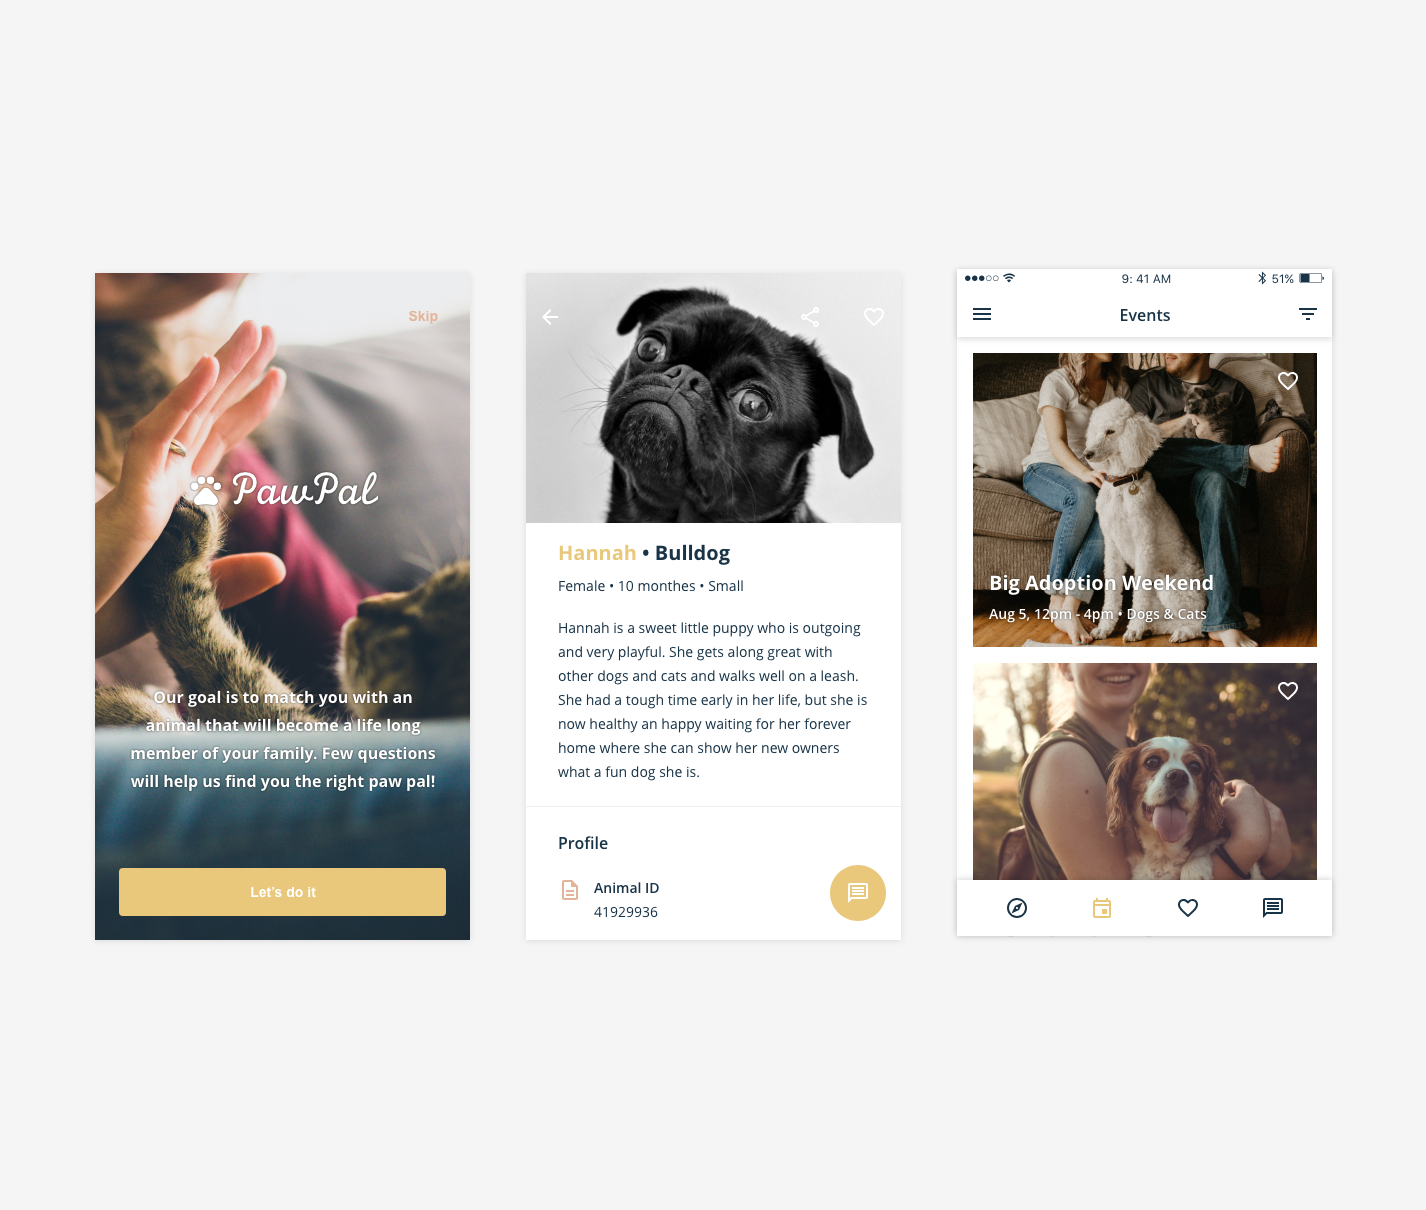 Skip
PawPal
Our goal is to match you with an
animal that will become a life long
member of your family. Few questions
will help us find you the right paw pal!
Let's do it
Hannah • Bulldog
Female • 10 monthes • Small
Hannah is a sweet little puppy who is outgoing
and very playful. She gets along great with
other dogs and cats and walks well on a leash.
She had a tough time early in her life, but she is
now healthy an happy waiting for her forever
home where she can show her new owners
what a fun dog she is.
Profile
Animal ID
41929936
9: 41 AM
51%
Events
Big Adoption Weekend
Aug 5, 12pm - 4pm • Dogs & Cats